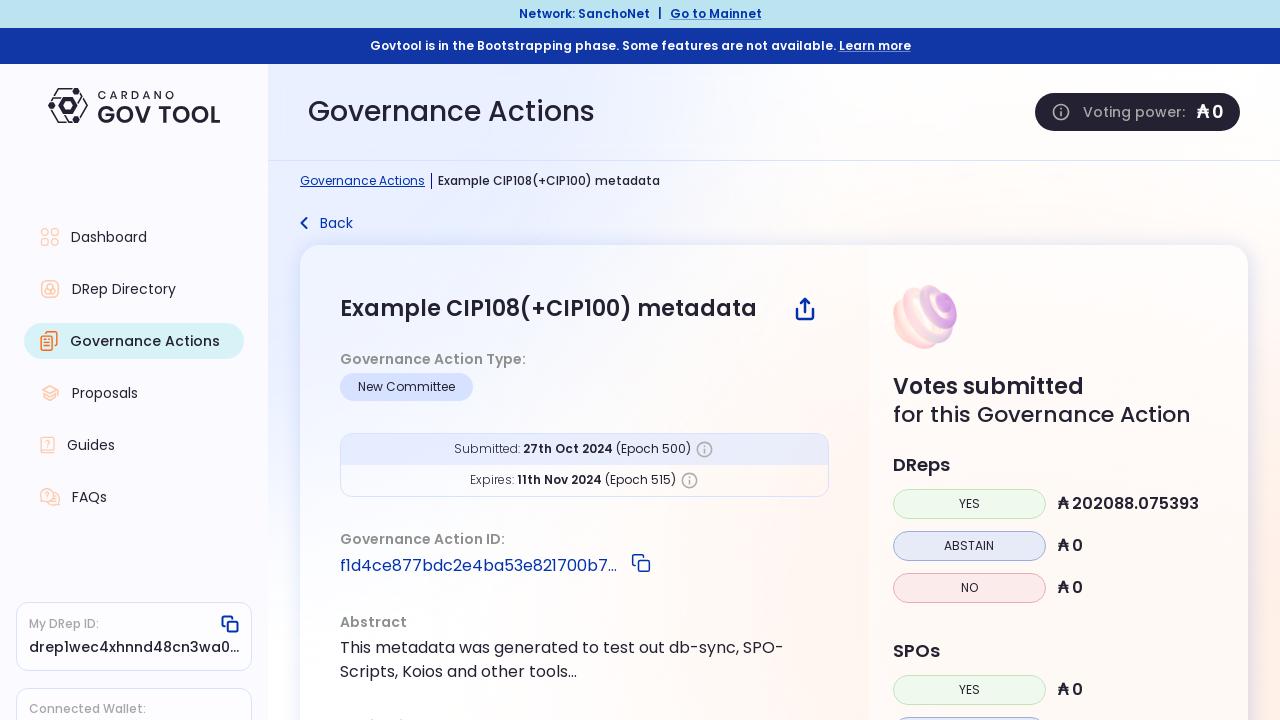 Network: SanchoNet | Go to Mainnet
Govtool is in the Bootstrapping phase. Some features are not available. Learn more
CARDANO
GOV TOOL
Governance Actions
Voting power: ₳ 0
Governance Actions | Example CIP108(+CIP100) metadata
Back
Dashboard
DRep Directory
Governance Actions
Proposals
Guides
FAQs
My DRep ID:
drep1wec4xhnnd48cn3wa0...
Connected Wallet:
Example CIP108(+CIP100) metadata
Governance Action Type:
New Committee
Submitted: 27th Oct 2024 (Epoch 500)
Expires: 11th Nov 2024 (Epoch 515)
Governance Action ID:
f1d4ce877bdc2e4ba53e821700b7...
Abstract
This metadata was generated to test out db-sync, SPO-
Scripts, Koios and other tools...
Votes submitted
for this Governance Action
DReps
YES ₳ 202088.075393
ABSTAIN ₳ 0
NO ₳ 0
SPOs
YES ₳ 0